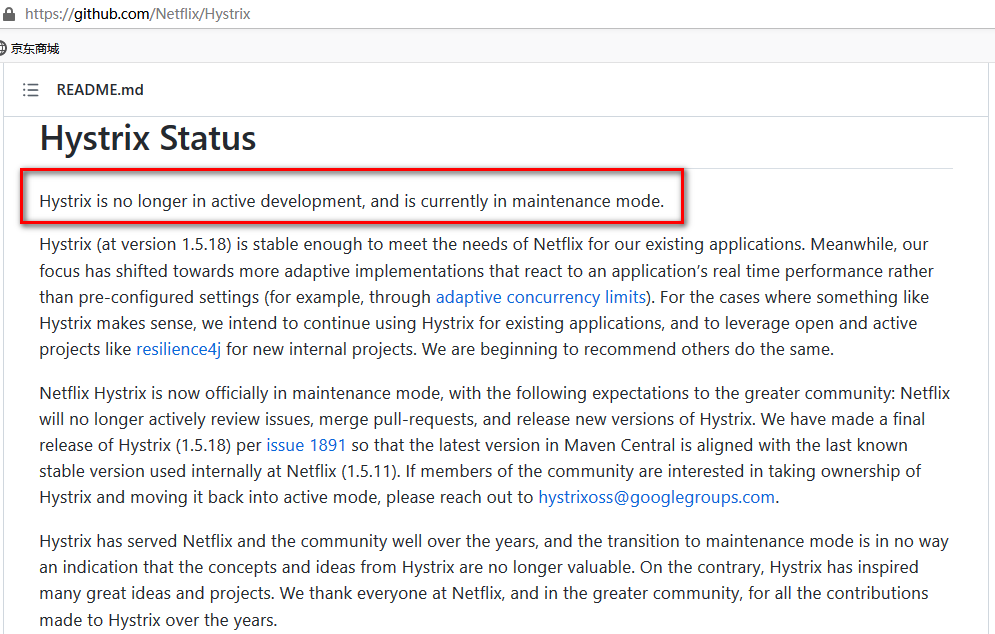 https://github.com/Netflix/Hystrix
京东商城
README.md
Hystrix Status
Hystrix is no longer in active development, and is currently in maintenance mode.
Hystrix (at version 1.5.18) is stable enough to meet the needs of Netflix for our existing applications. Meanwhile, our
focus has shifted towards more adaptive implementations that react to an application’s real time performance rather
than pre-configured settings (for example, through adaptive concurrency limits). For the cases where something like
Hystrix makes sense, we intend to continue using Hystrix for existing applications, and to leverage open and active
projects like resilience4j for new internal projects. We are beginning to recommend others do the same.
Netflix Hystrix is now officially in maintenance mode, with the following expectations to the greater community: Netflix
will no longer actively review issues, merge pull-requests, and release new versions of Hystrix. We have made a final
release of Hystrix (1.5.18) per issue 1891 so that the latest version in Maven Central is aligned with the last known
stable version used internally at Netflix (1.5.11). If members of the community are interested in taking ownership of
Hystrix and moving it back into active mode, please reach out to hystrixoss@googlegroups.com.
Hystrix has served Netflix and the community well over the years, and the transition to maintenance mode is in no way
an indication that the concepts and ideas from Hystrix are no longer valuable. On the contrary, Hystrix has inspired
many great ideas and projects. We thank everyone at Netflix, and in the greater community, for all the contributions
made to Hystrix over the years.